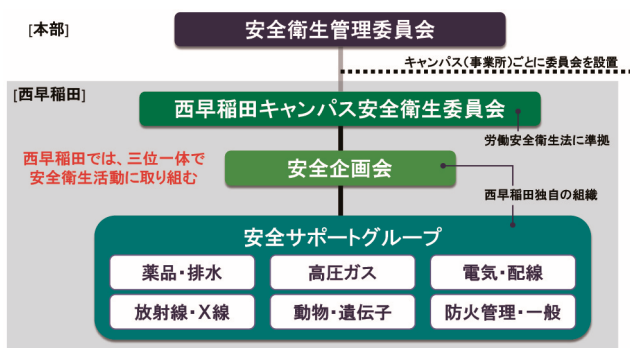 [本部]
安全衛生管理委員会
キャンパス(事業所)ごとに委員会を設置
[西早稲田]
西早稲田キャンパス安全衛生委員会
労働安全衛生法に準拠
西早稲田では、三位一体で
安全衛生活動に取り組む
安全企画会
西早稲田独自の組織
安全サポートグループ
薬品・排水
高圧ガス
電気・配線
放射線・X線
動物・遺伝子
防火管理・一般